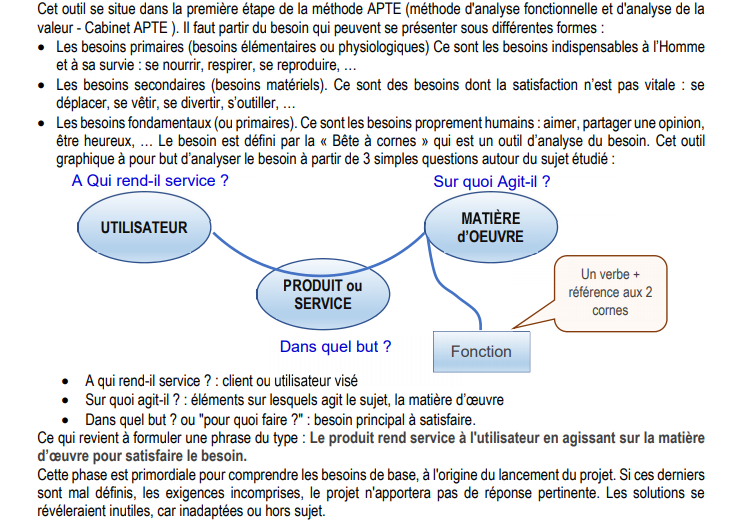 Cet outil se situe dans la première étape de la méthode APTE (méthode d'analyse fonctionnelle et d'analyse de la
valeur - Cabinet APTE ). Il faut partir du besoin qui peuvent se présenter sous différentes formes :
• Les besoins primaires (besoins élémentaires ou physiologiques) Ce sont les besoins indispensables à l'Homme
et à sa survie : se nourrir, respirer, se reproduire, …
• Les besoins secondaires (besoins matériels). Ce sont des besoins dont la satisfaction n'est pas vitale : se
déplacer, se vêtir, se divertir, s'outiller, …
• Les besoins fondamentaux (ou primaires). Ce sont les besoins proprement humains : aimer, partager une opinion,
être heureux, … Le besoin est défini par la « Bête à cornes » qui est un outil d'analyse du besoin. Cet outil
graphique à pour but d'analyser le besoin à partir de 3 simples questions autour du sujet étudié :
A Qui rend-il service ?
Sur quoi Agit-il ?
UTILISATEUR
MATIÈRE
d'OEUVRE
PRODUIT ou
SERVICE
Un verbe +
référence aux 2
cornes
Dans quel but ?
Fonction
• A qui rend-il service ? : client ou utilisateur visé
• Sur quoi agit-il ? : éléments sur lesquels agit le sujet, la matière d'œuvre
• Dans quel but ? ou "pour quoi faire ?" : besoin principal à satisfaire.
Ce qui revient à formuler une phrase du type : Le produit rend service à l'utilisateur en agissant sur la matière
d'œuvre pour satisfaire le besoin.
Cette phase est primordiale pour comprendre les besoins de base, à l'origine du lancement du projet. Si ces derniers
sont mal définis, les exigences incomprises, le projet n'apportera pas de réponse pertinente. Les solutions se
révéleraient inutiles, car inadaptées ou hors sujet.